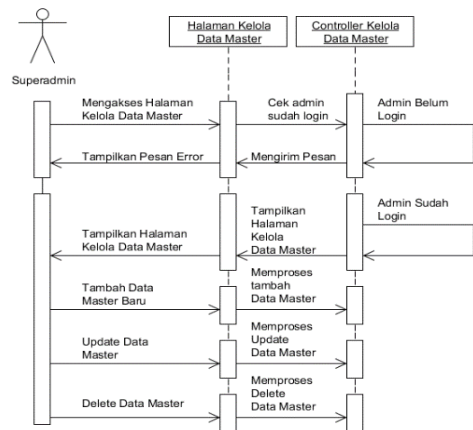 Halaman Kelola
Data Master
Controller Kelola
Data Master
Superadmin
Mengakses Halaman
Kelola Data Master
Cek admin
sudah login
Admin Belum
Login
Tampilkan Pesan Error
Mengirim Pesan
Admin Sudah
Login
Tampilkan Halaman
Kelola Data Master
Tampilkan
Halaman
Kelola
Data Master
Tambah Data
Master Baru
Memproses
tambah
Data Master
Update Data
Master
Memproses
Update
Data Master
Delete Data Master
Memproses
Delete
Data Master